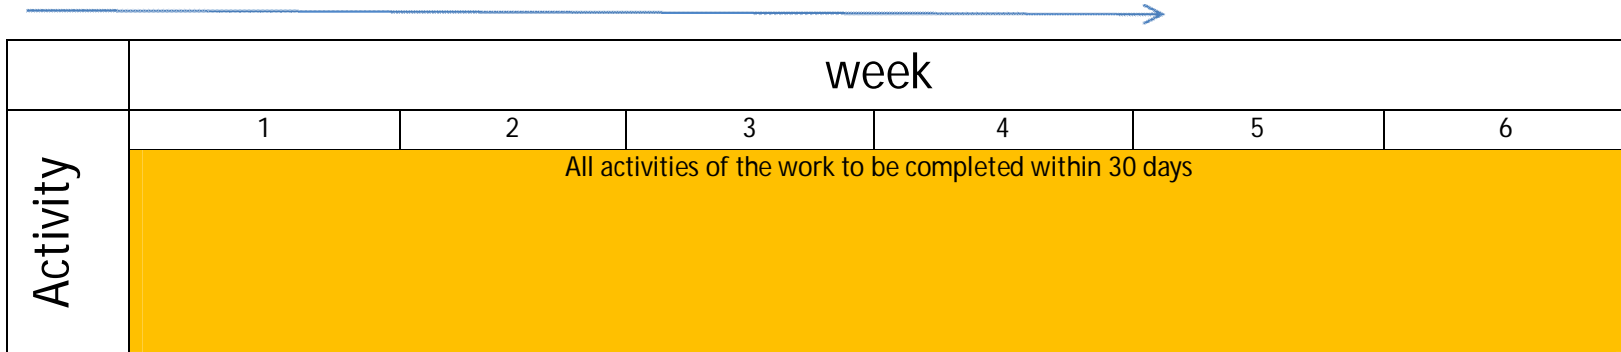 week
1 2 3 4 5 6
Activity
All activities of the work to be completed within 30 days